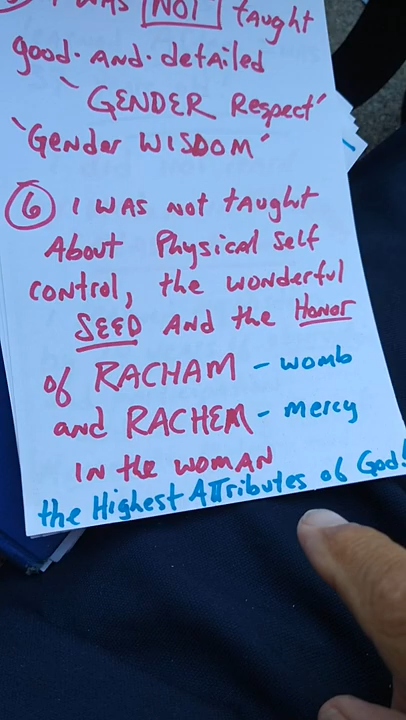 I WAS NOT taught
good. AND. detailed
`GENDER Respect'
`Gender WISDOM'
6 I WAS NOT taught
About Physical Self
control, the wonderful
SEED AND the Honor
of RACHAM - womb
and RACHEM - mercy
IN the WOMAN
the Highest Attributes of God!